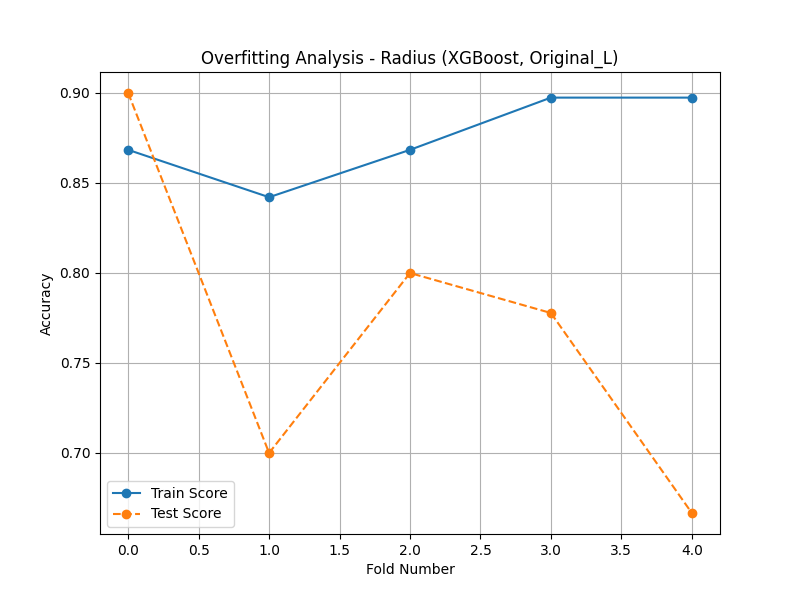 Overfitting Analysis - Radius (XGBoost, Original_L)
Accuracy
0.90
0.85
0.80
0.75
0.70
Train Score
Test Score
0.0 0.5 1.0 1.5 2.0 2.5 3.0 3.5 4.0
Fold Number